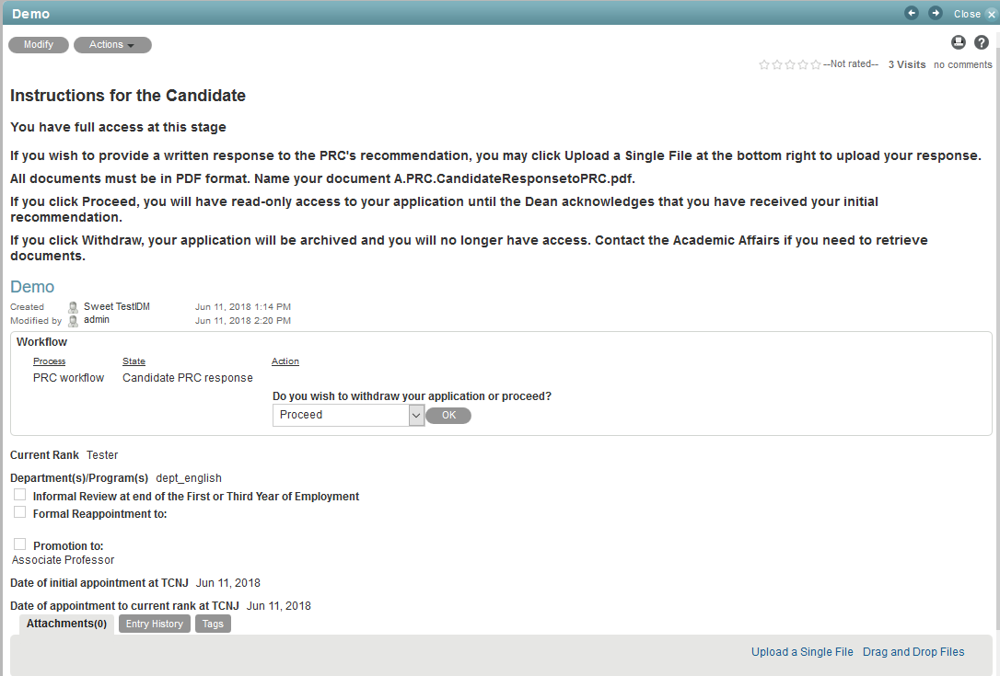 Demo
Close
Modify
Actions
--Not rated-- 3 Visits no comments
Instructions for the Candidate
You have full access at this stage
If you wish to provide a written response to the PRC's recommendation, you may click Upload a Single File at the bottom right to upload your response.
All documents must be in PDF format. Name your document A.PRC.CandidateResponsetoPRC.pdf.
If you click Proceed, you will have read-only access to your application until the Dean acknowledges that you have received your initial
recommendation.
If you click Withdraw, your application will be archived and you will no longer have access. Contact the Academic Affairs if you need to retrieve
documents.
Demo
Created Sweet TestIDM Jun 11, 2018 1:14 PM
Modified by admin Jun 11, 2018 2:20 PM
Workflow
Process State Action
PRC workflow Candidate PRC response
Do you wish to withdraw your application or proceed?
Proceed OK
Current Rank Tester
Department(s)/Program(s) dept_english
Informal Review at end of the First or Third Year of Employment
Formal Reappointment to:
Promotion to:
Associate Professor
Date of initial appointment at TCNJ Jun 11, 2018
Date of appointment to current rank at TCNJ Jun 11, 2018
Attachments(0) Entry History Tags
Upload a Single File Drag and Drop Files